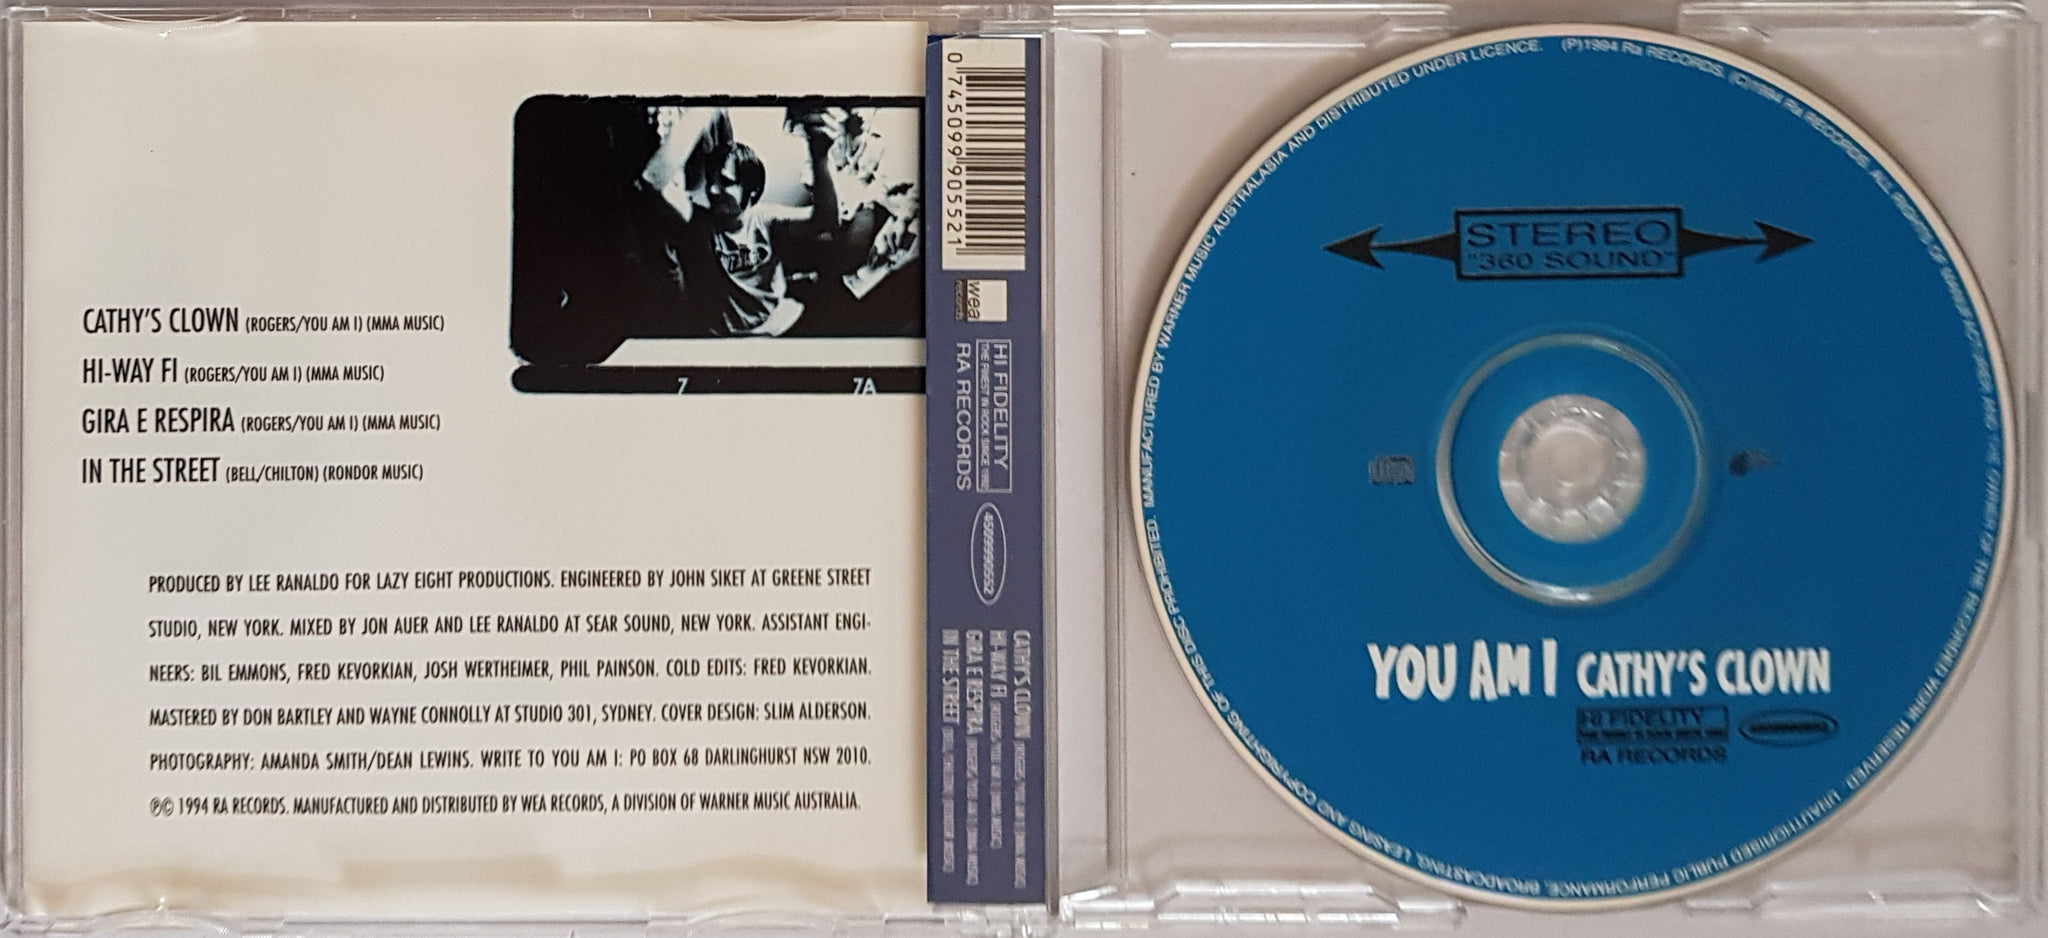 CATHY'S CLOWN (ROGERS/YOU AM I) (MMA MUSIC)
HI-WAY FI (ROGERS/YOU AM I) (MMA MUSIC)
GIRA E RESPIRA (ROGERS/YOU AM I) (MMA MUSIC)
IN THE STREET (BELL/CHILTON) (RONDOR MUSIC)
7 7A
PRODUCED BY LEE RANALDO FOR LAZY EIGHT PRODUCTIONS. ENGINEERED BY JOHN SIKET AT GREENE STREET
STUDIO, NEW YORK. MIXED BY JON AUER AND LEE RANALDO AT SEAR SOUND, NEW YORK. ASSISTANT ENGI-
NEERS: BIL EMMONS, FRED KEVORKIAN, JOSH WERTHEIMER, PHIL PAINSON. COLD EDITS: FRED KEVORKIAN.
MASTERED BY DON BARTLEY AND WAYNE CONNOLLY AT STUDIO 301, SYDNEY. COVER DESIGN: SLIM ALDERSON.
PHOTOGRAPHY: AMANDA SMITH/DEAN LEWINS. WRITE TO YOU AM I: PO BOX 68 DARLINGHURST NSW 2010.
℗© 1994 RA RECORDS. MANUFACTURED AND DISTRIBUTED BY WEA RECORDS, A DIVISION OF WARNER MUSIC AUSTRALIA.
0 745099 905521
wea
records
HI FIDELITY
THE FINEST IN ROCK SINCE 1992
RA RECORDS
CATHY'S CLOWN
HI-WAY FI
GIRA E RESPIRA
IN THE STREET
MANUFACTURED BY WARNER MUSIC AUSTRALASIA AND DISTRIBUTED UNDER LICENCE. (P)1994 Ra RECORDS. (C)1994 Ra RECORDS. ALL RIGHTS OF MANUFACTURER AND THE OWNER OF THE RECORDED WORK RESERVED. UNAUTHORISED PUBLIC PERFORMANCE, BROADCASTING, LEASING AND COPYRIGHTING OF THIS DISC PROHIBITED.
STEREO
"360 SOUND"
YOU AM I CATHY'S CLOWN
HI FIDELITY
RA RECORDS